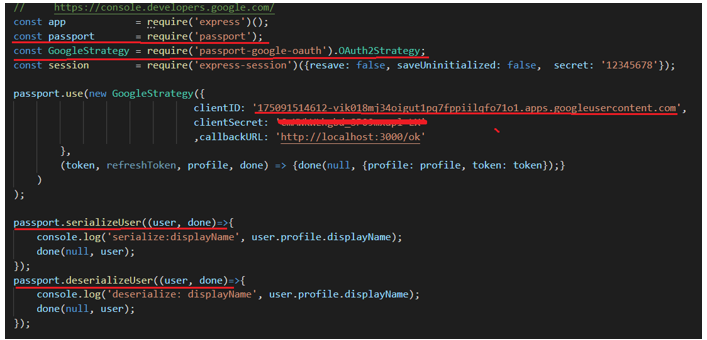 //    https://console.developers.google.com/
const app            = require('express')();
const passport       = require('passport');
const GoogleStrategy = require('passport-google-oauth').OAuth2Strategy;
const session        = require('express-session')({resave: false, saveUninitialized: false,  secret: '12345678'});
passport.use(new GoogleStrategy({
clientID: '175091514612-vik018mj34oigut1pq7fppiilqfo71o1.apps.googleusercontent.com',
clientSecret:
,callbackURL: 'http://localhost:3000/ok'
},
(token, refreshToken, profile, done) => {done(null, {profile: profile, token: token});}
)
);
passport.serializeUser((user, done)=>{
console.log('serialize:displayName', user.profile.displayName);
done(null, user);
});
passport.deserializeUser((user, done)=>{
console.log('deserialize: displayName', user.profile.displayName);
done(null, user);
});